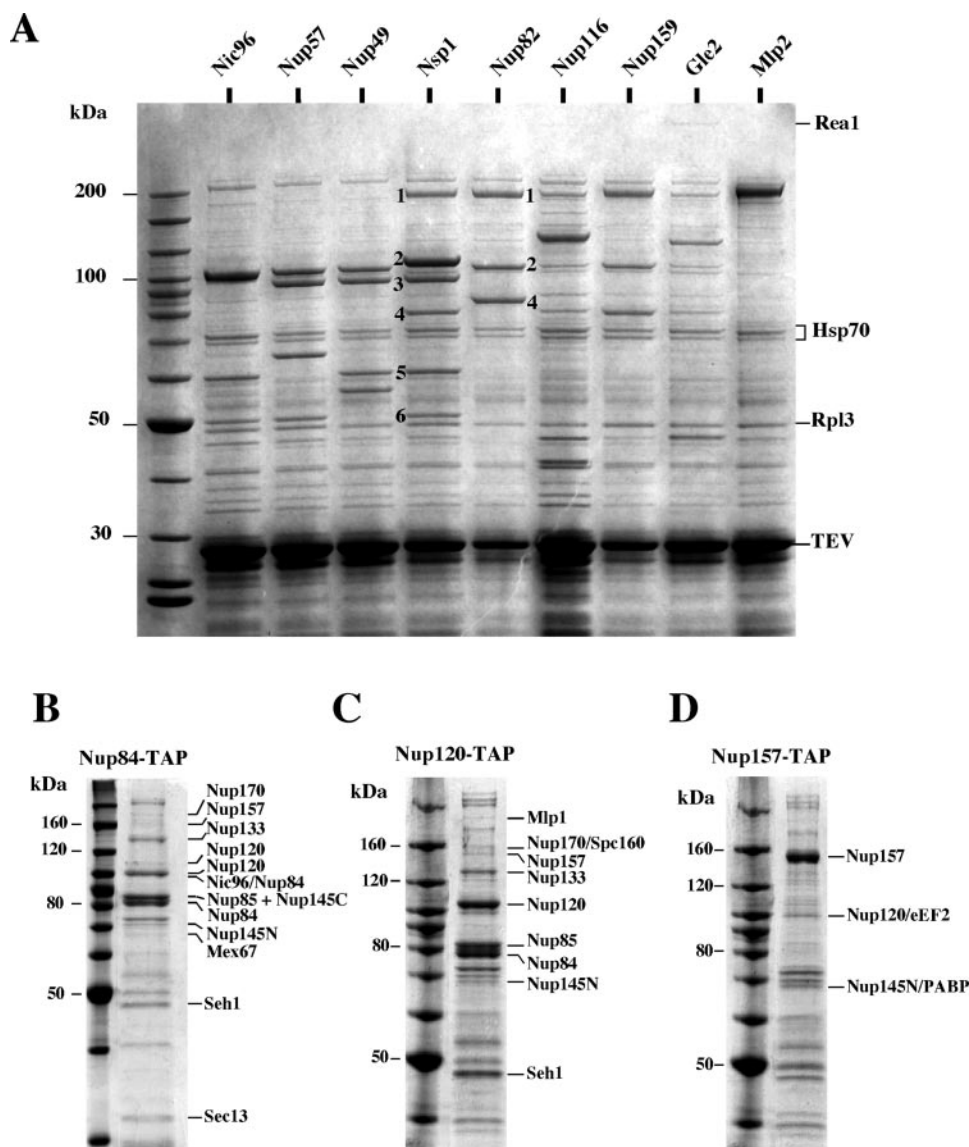 A
Nic96 Nup57 Nup49 Nsp1 Nup82 Nup116 Nup159 Glc2 Mlp2
kDa
Rea1
200 1 1
2 2
100 3
4 4
Hsp70
5
6
50 Rpl3
30
TEV
B
Nup84-TAP
kDa
Nup170
Nup157
160
Nup133
120
Nup120
Nup120
Nic96/Nup84
Nup85 + Nup145C
80
Nup84
Nup145N
Mex67
50
Seh1
Sec13
C
Nup120-TAP
kDa
Mlp1
160
Nup170/Spc160
Nup157
Nup133
120
Nup120
80
Nup85
Nup84
Nup145N
50
Seh1
D
Nup157-TAP
kDa
160
Nup157
120
Nup120/eEF2
80
Nup145N/PABP
50